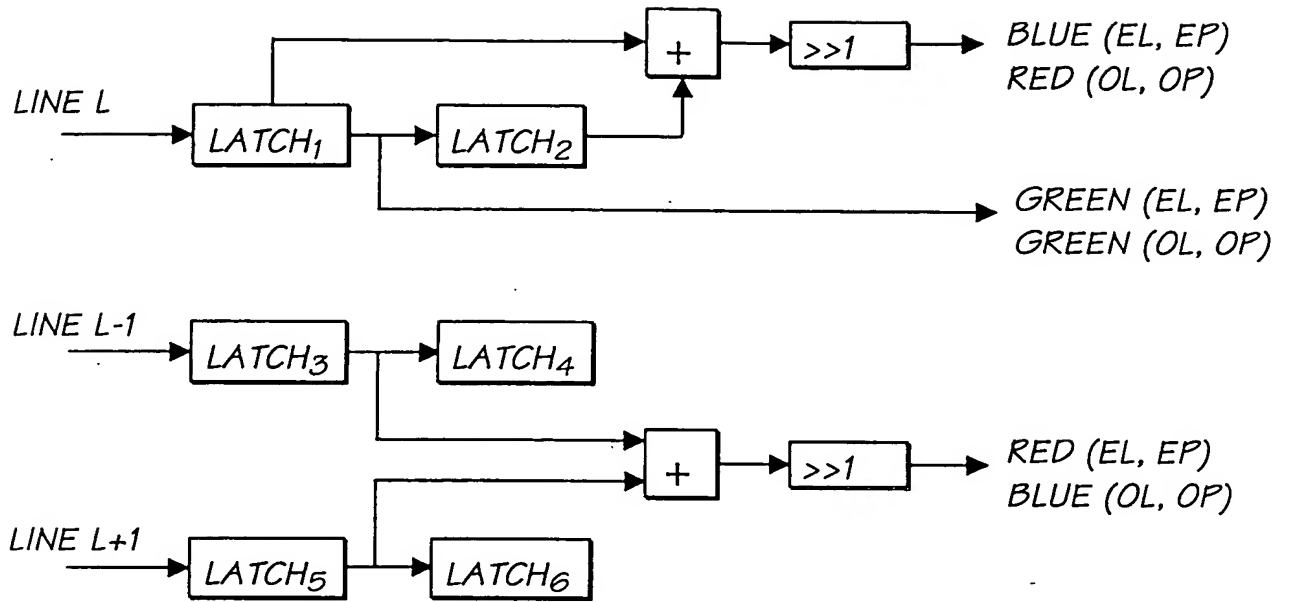 BLUE (EL, EP)
RED (OL, OP)
+
>>1
LINE L
LATCH₁
LATCH₂
GREEN (EL, EP)
GREEN (OL, OP)
LINE L-1
LATCH₃
LATCH₄
+
>>1
RED (EL, EP)
BLUE (OL, OP)
LINE L+1
LATCH₅
LATCH₆